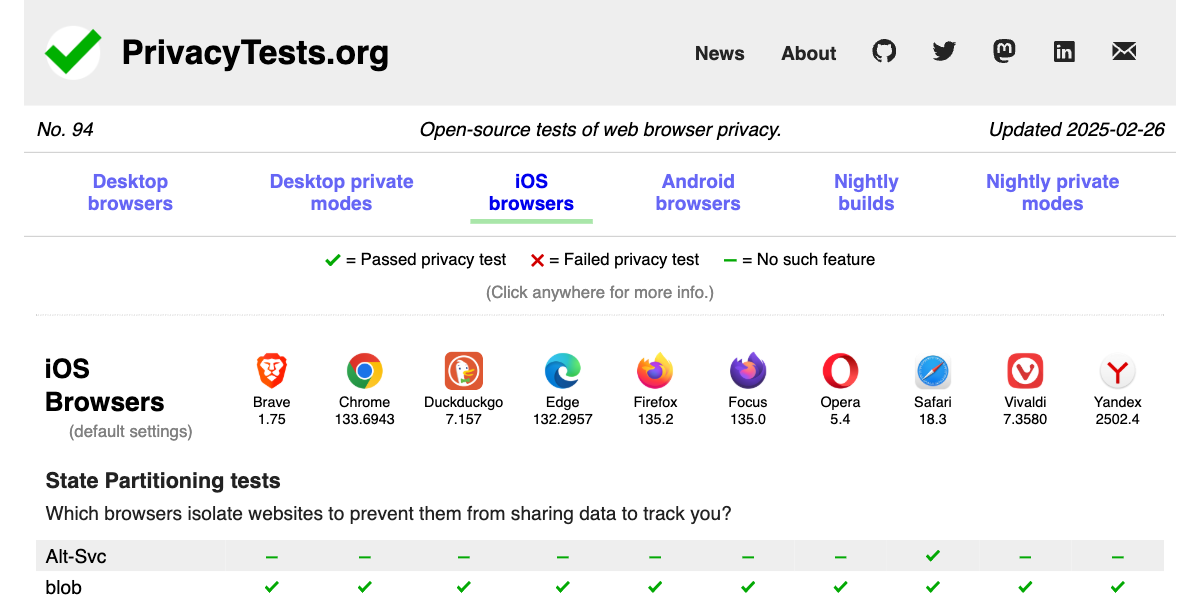 PrivacyTests.org
News About
No. 94 Open-source tests of web browser privacy. Updated 2025-02-26
Desktop browsers
Desktop private modes
iOS browsers
Android browsers
Nightly builds
Nightly private modes
= Passed privacy test = Failed privacy test = No such feature
(Click anywhere for more info.)
iOS
Browsers
(default settings)
Brave
1.75
Chrome
133.6943
Duckduckgo
7.157
Edge
132.2957
Firefox
135.2
Focus
135.0
Opera
5.4
Safari
18.3
Vivaldi
7.3580
Yandex
2502.4
State Partitioning tests
Which browsers isolate websites to prevent them from sharing data to track you?
Alt-Svc
blob